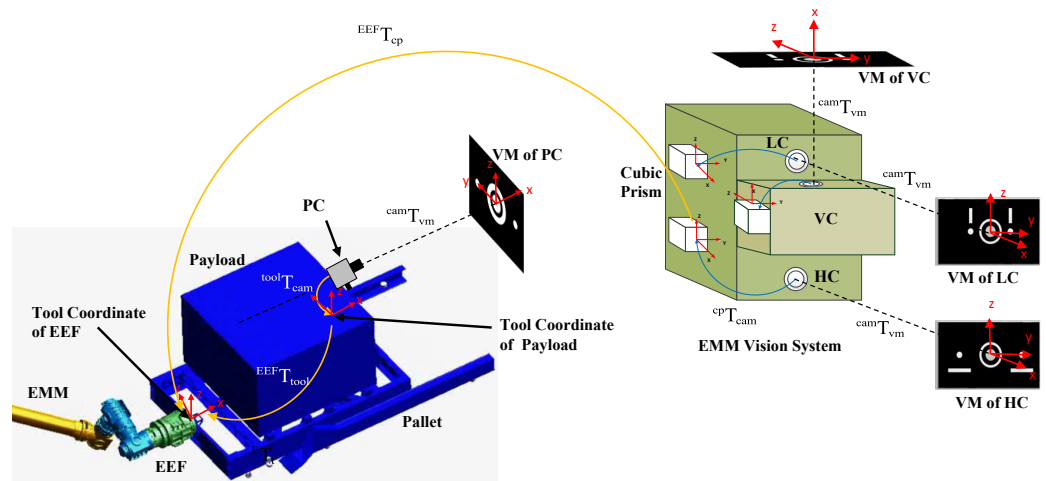 EEFTcp
x
z
y
VM of VC
camTvm
LC
VM of PC
z
y
x
Cubic
Prism
z
Y
X
camTvm
PC
camTvm
Z
X
Y
VC
z
y
x
Payload
toolTcam
z
x
Z
Y
X
HC
VM of LC
Tool Coordinate
of EEF
Tool Coordinate
of Payload
cpTcam
camTvm
z
y
x
EMM Vision System
EEFTtool
EMM
z
x
Pallet
VM of HC
EEF